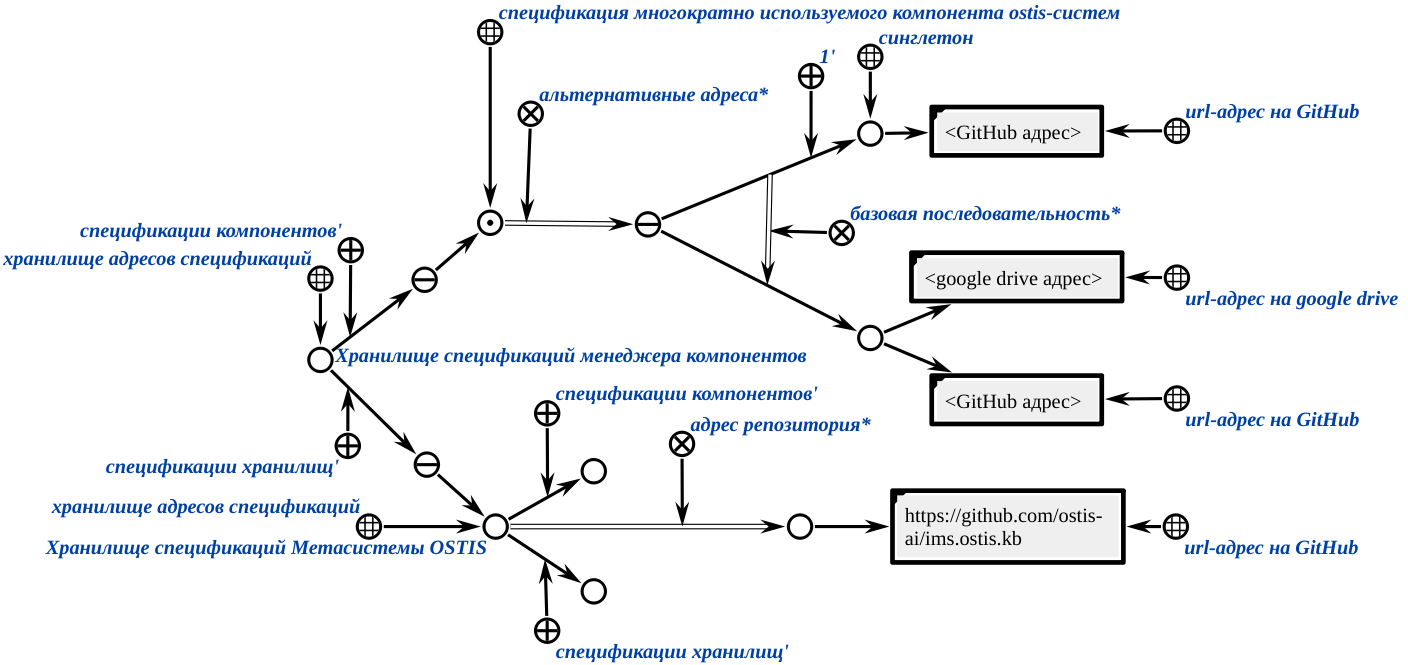 спецификация многократно используемого компонента ostis-систем
синглтон
1'
альтернативные адреса*
url-адрес на GitHub
<GitHub адрес>
базовая последовательность*
спецификации компонентов'
хранилище адресов спецификаций
<google drive адрес>
url-адрес на google drive
Хранилище спецификаций менеджера компонентов
спецификации компонентов'
<GitHub адрес>
url-адрес на GitHub
адрес репозитория*
спецификации хранилищ'
хранилище адресов спецификаций
https://github.com/ostis-
ai/ims.ostis.kb
Хранилище спецификаций Метасистемы OSTIS
url-адрес на GitHub
спецификации хранилищ'